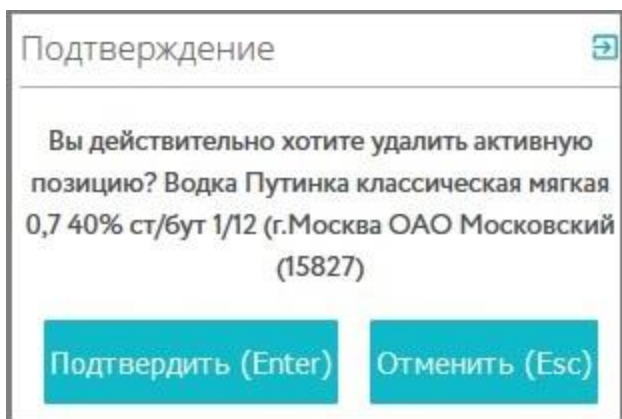 Подтверждение
Вы действительно хотите удалить активную
позицию? Водка Путинка классическая мягкая
0,7 40% ст/бут 1/12 (г.Москва ОАО Московский
(15827)
Подтвердить (Enter)
Отменить (Esc)